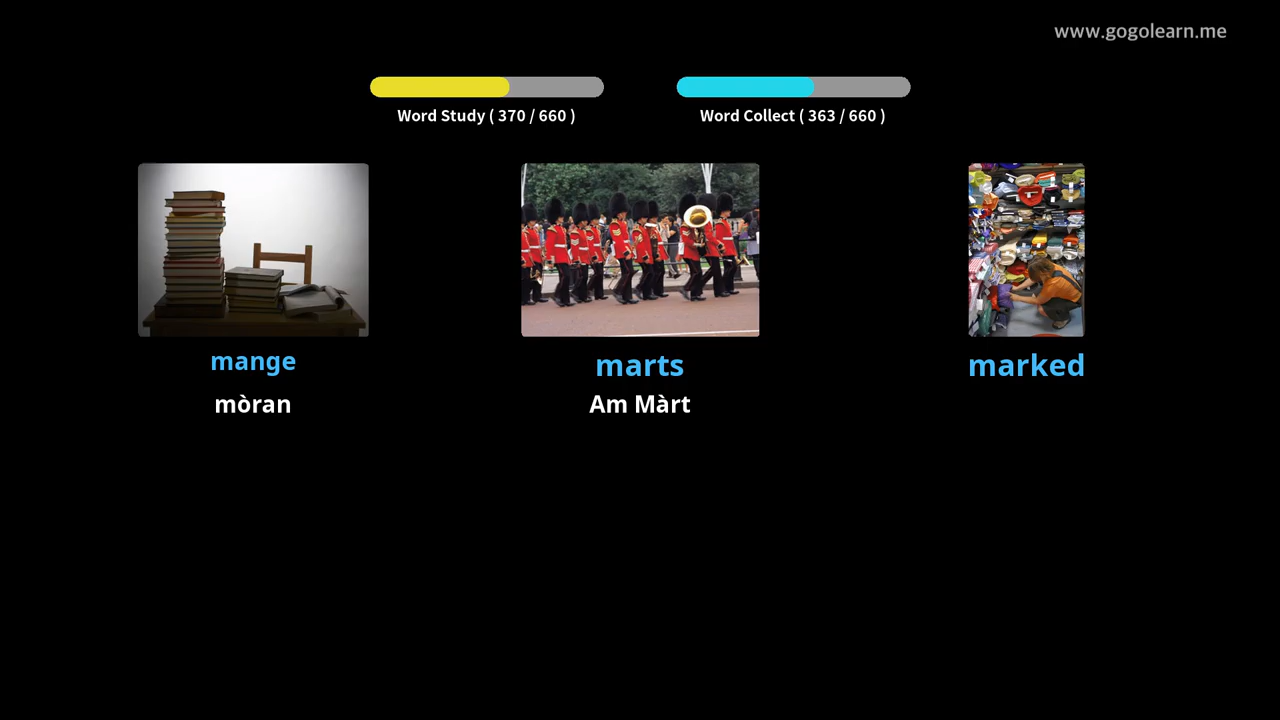 www.gogolearn.me
Word Study ( 370 / 660 )
Word Collect ( 363 / 660 )
mange
marts
marked
mòran
Am Màrt